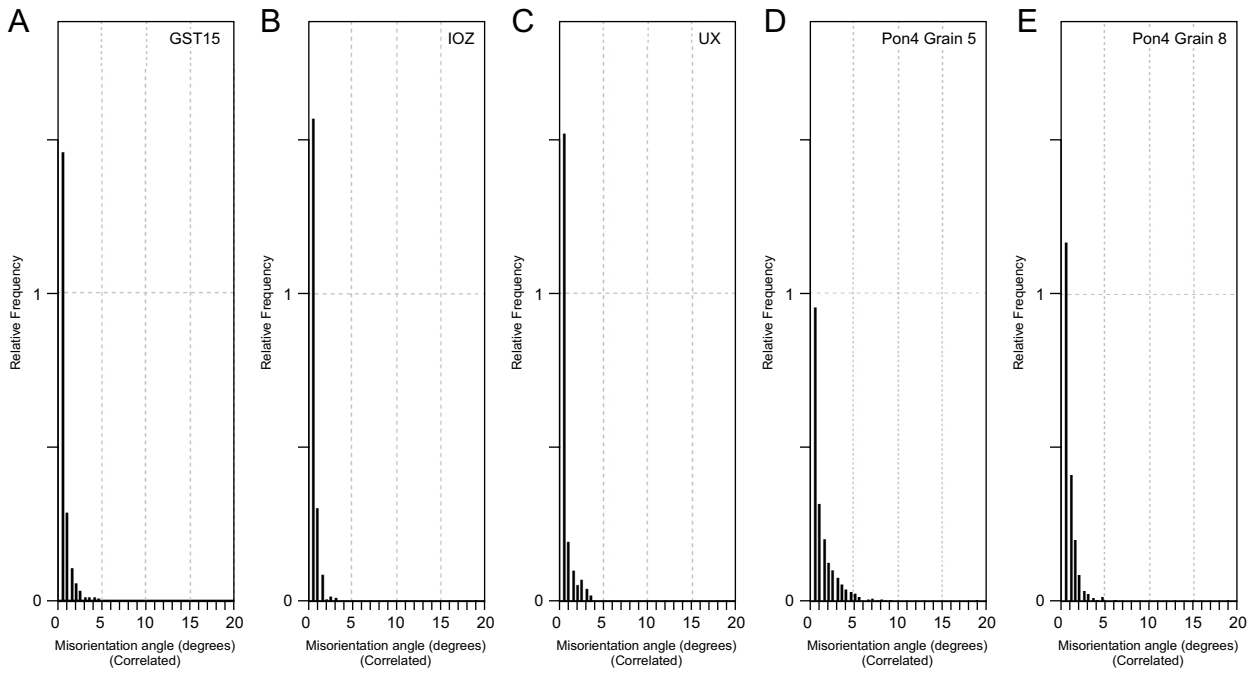 A
GST15
Relative Frequency
1
0
0 5 10 15 20
Misorientation angle (degrees)
(Correlated)
B
IOZ
Relative Frequency
1
0
0 5 10 15 20
Misorientation angle (degrees)
(Correlated)
C
UX
Relative Frequency
1
0
0 5 10 15 20
Misorientation angle (degrees)
(Correlated)
D
Pon4 Grain 5
Relative Frequency
1
0
0 5 10 15 20
Misorientation angle (degrees)
(Correlated)
E
Pon4 Grain 8
Relative Frequency
1
0
0 5 10 15 20
Misorientation angle (degrees)
(Correlated)